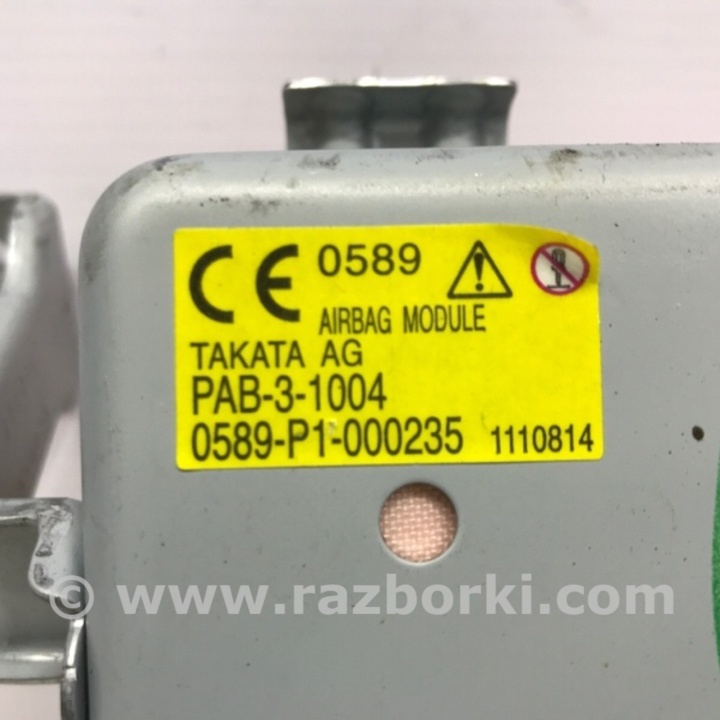 CE 0589
AIRBAG MODULE
TAKATA AG
PAB-3-1004
0589-P1-000235 1110814
© www.razborki.com